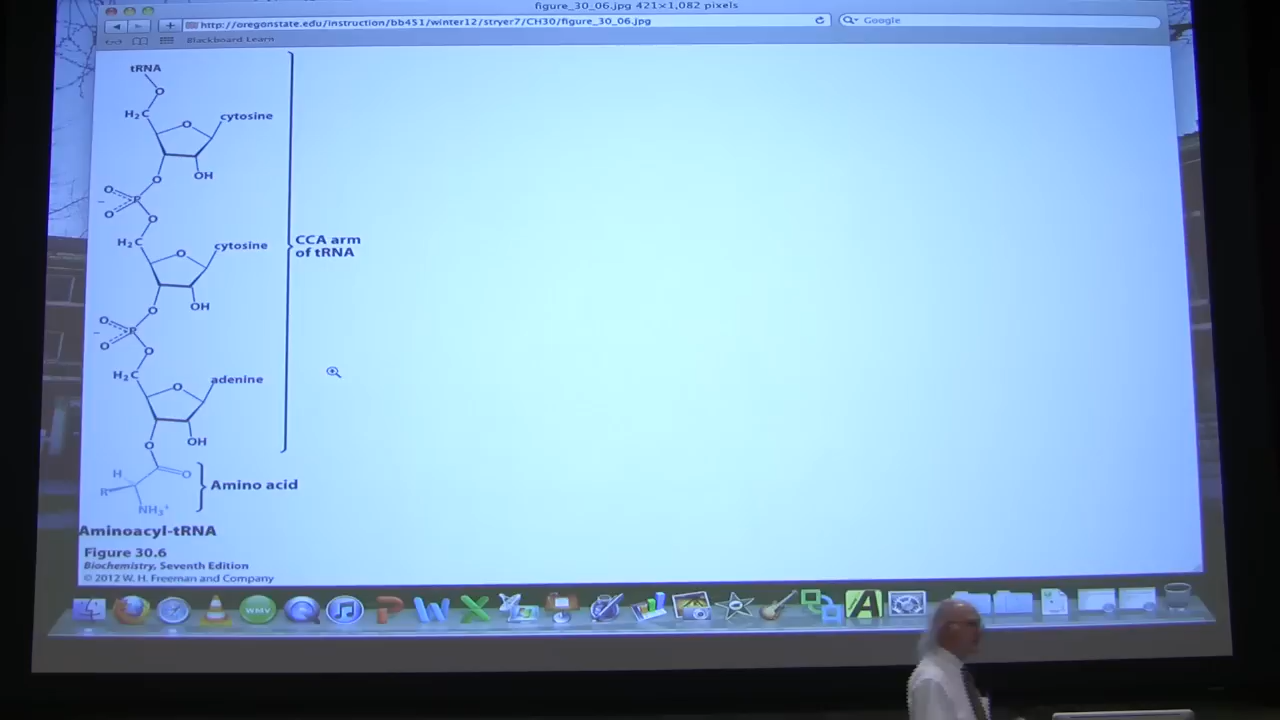 figure_30_06.jpg 421×1,082 pixels
http://oregonstate.edu/instruction/bb451/winter12/stryer7/CH30/figure_30_06.jpg
Google
Blackboard Learn
tRNA
O
H₂C
O
cytosine
OH
O
O
P
O
O
H₂C
O
cytosine
CCA arm
of tRNA
OH
O
O
P
O
O
H₂C
O
adenine
OH
O
H
O
R
NH₃⁺
Amino acid
Aminoacyl-tRNA
Figure 30.6
Biochemistry, Seventh Edition
© 2012 W. H. Freeman and Company
WMV
P
W
X
A